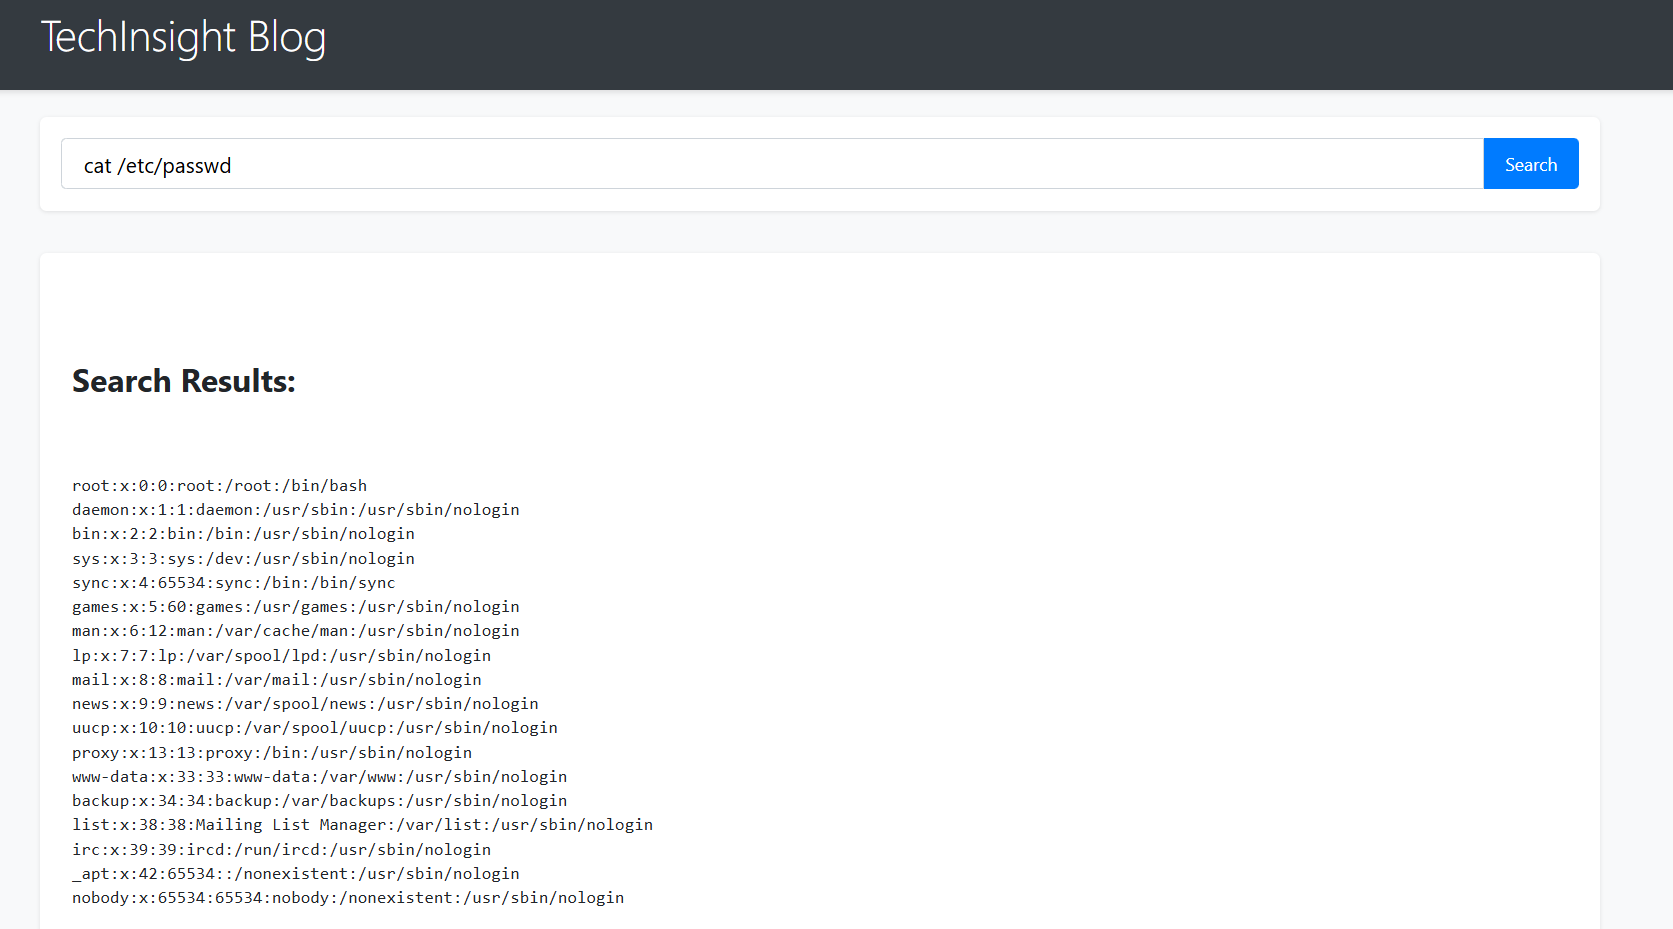 TechInsight Blog
cat /etc/passwd
Search
Search Results:
root:x:0:0:root:/root:/bin/bash
daemon:x:1:1:daemon:/usr/sbin:/usr/sbin/nologin
bin:x:2:2:bin:/bin:/usr/sbin/nologin
sys:x:3:3:sys:/dev:/usr/sbin/nologin
sync:x:4:65534:sync:/bin:/bin/sync
games:x:5:60:games:/usr/games:/usr/sbin/nologin
man:x:6:12:man:/var/cache/man:/usr/sbin/nologin
lp:x:7:7:lp:/var/spool/lpd:/usr/sbin/nologin
mail:x:8:8:mail:/var/mail:/usr/sbin/nologin
news:x:9:9:news:/var/spool/news:/usr/sbin/nologin
uucp:x:10:10:uucp:/var/spool/uucp:/usr/sbin/nologin
proxy:x:13:13:proxy:/bin:/usr/sbin/nologin
www-data:x:33:33:www-data:/var/www:/usr/sbin/nologin
backup:x:34:34:backup:/var/backups:/usr/sbin/nologin
list:x:38:38:Mailing List Manager:/var/list:/usr/sbin/nologin
irc:x:39:39:ircd:/run/ircd:/usr/sbin/nologin
_apt:x:42:65534::/nonexistent:/usr/sbin/nologin
nobody:x:65534:65534:nobody:/nonexistent:/usr/sbin/nologin